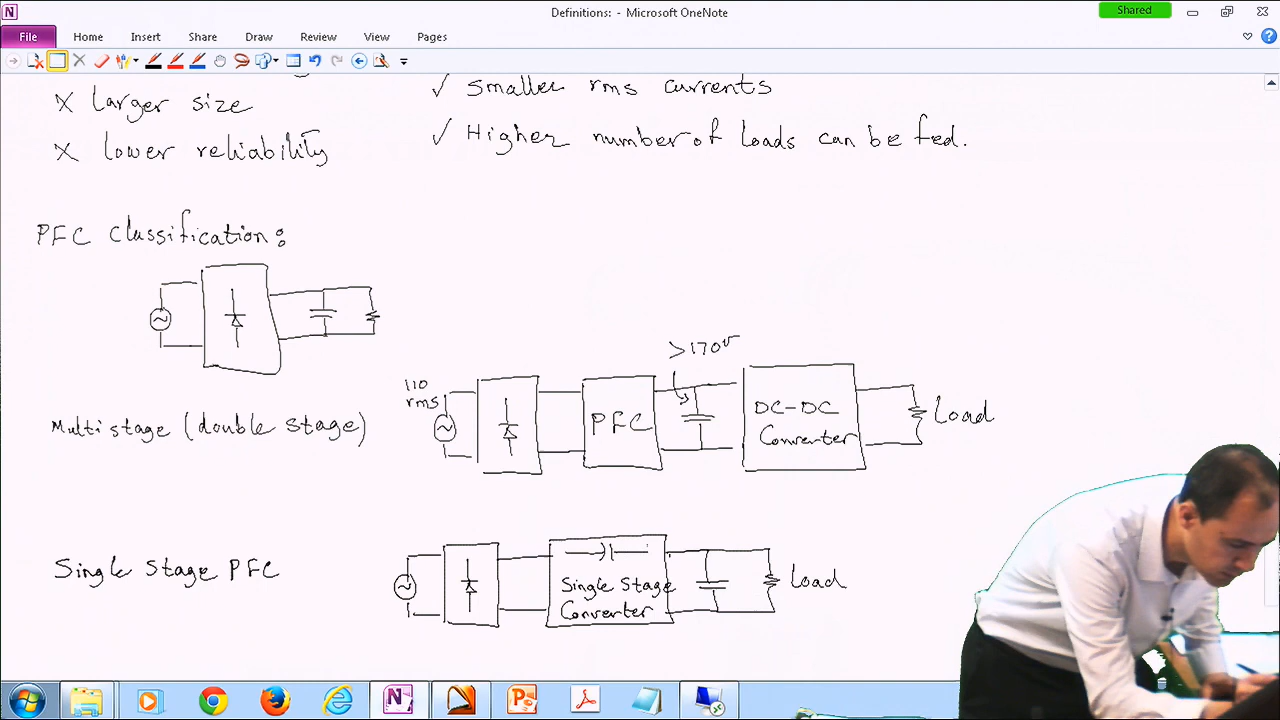 Definitions: - Microsoft OneNote
Shared
File Home Insert Share Draw Review View Pages
X larger size
X lower reliability
✓ Smaller rms currents
✓ Higher number of loads can be fed.
PFC Classification:
Multi stage (double stage)
110
rms
PFC
>170V
DC-DC
Converter
Load
Single Stage PFC
Single Stage
Converter
Load